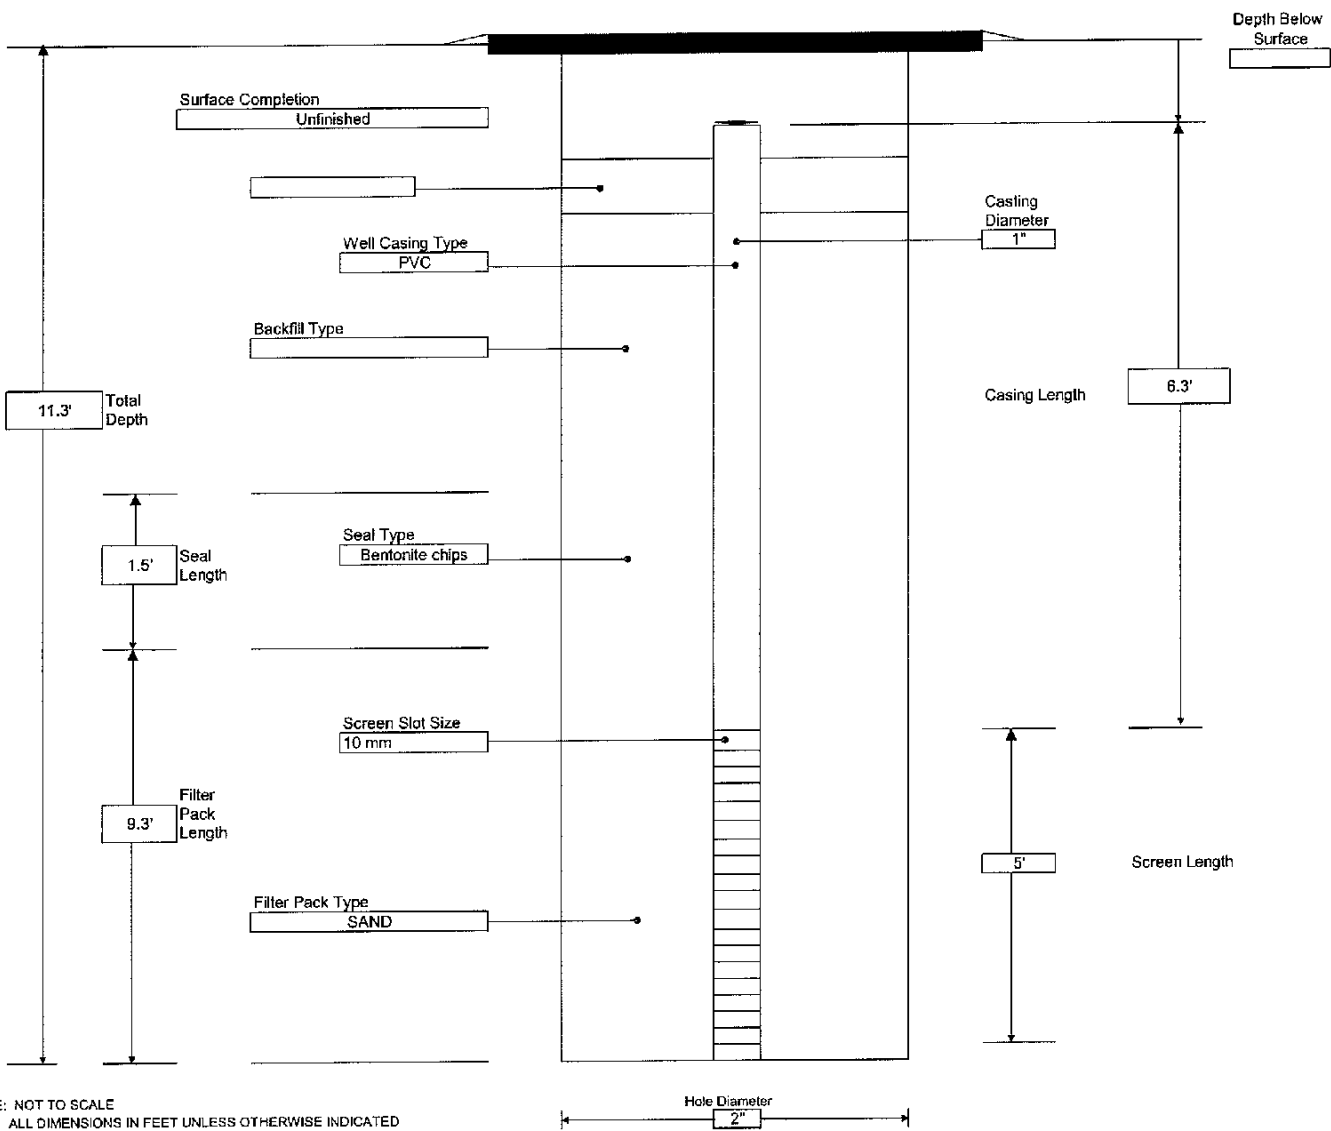 Depth Below
Surface
Surface Completion
Unfinished
Casting
Diameter
1"
Well Casing Type
PVC
Backfill Type
6.3'
Casing Length
11.3'
Total
Depth
Seal Type
Bentonite chips
1.5'
Seal
Length
Screen Slot Size
10 mm
Filter
Pack
Length
9.3'
5'
Screen Length
Filter Pack Type
SAND
E: NOT TO SCALE
ALL DIMENSIONS IN FEET UNLESS OTHERWISE INDICATED
Hole Diameter
2"